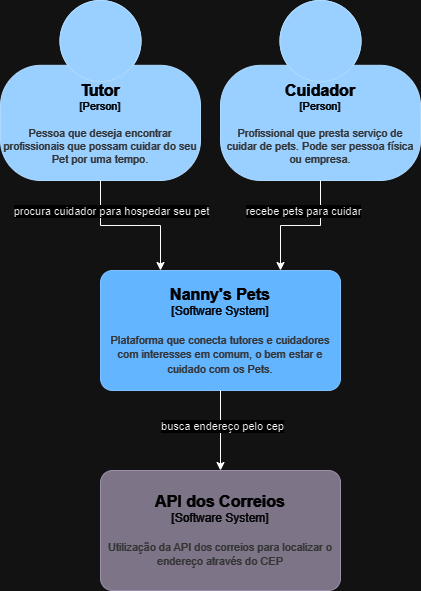 Tutor
[Person]
Pessoa que deseja encontrar
profissionais que possam cuidar do seu
Pet por uma tempo.
Cuidador
[Person]
Profissional que presta serviço de
cuidar de pets. Pode ser pessoa física
ou empresa.
procura cuidador para hospedar seu pet
recebe pets para cuidar
Nanny's Pets
[Software System]
Plataforma que conecta tutores e cuidadores
com interesses em comum, o bem estar e
cuidado com os Pets.
busca endereço pelo cep
API dos Correios
[Software System]
Utilização da API dos correios para localizar o
endereço através do CEP